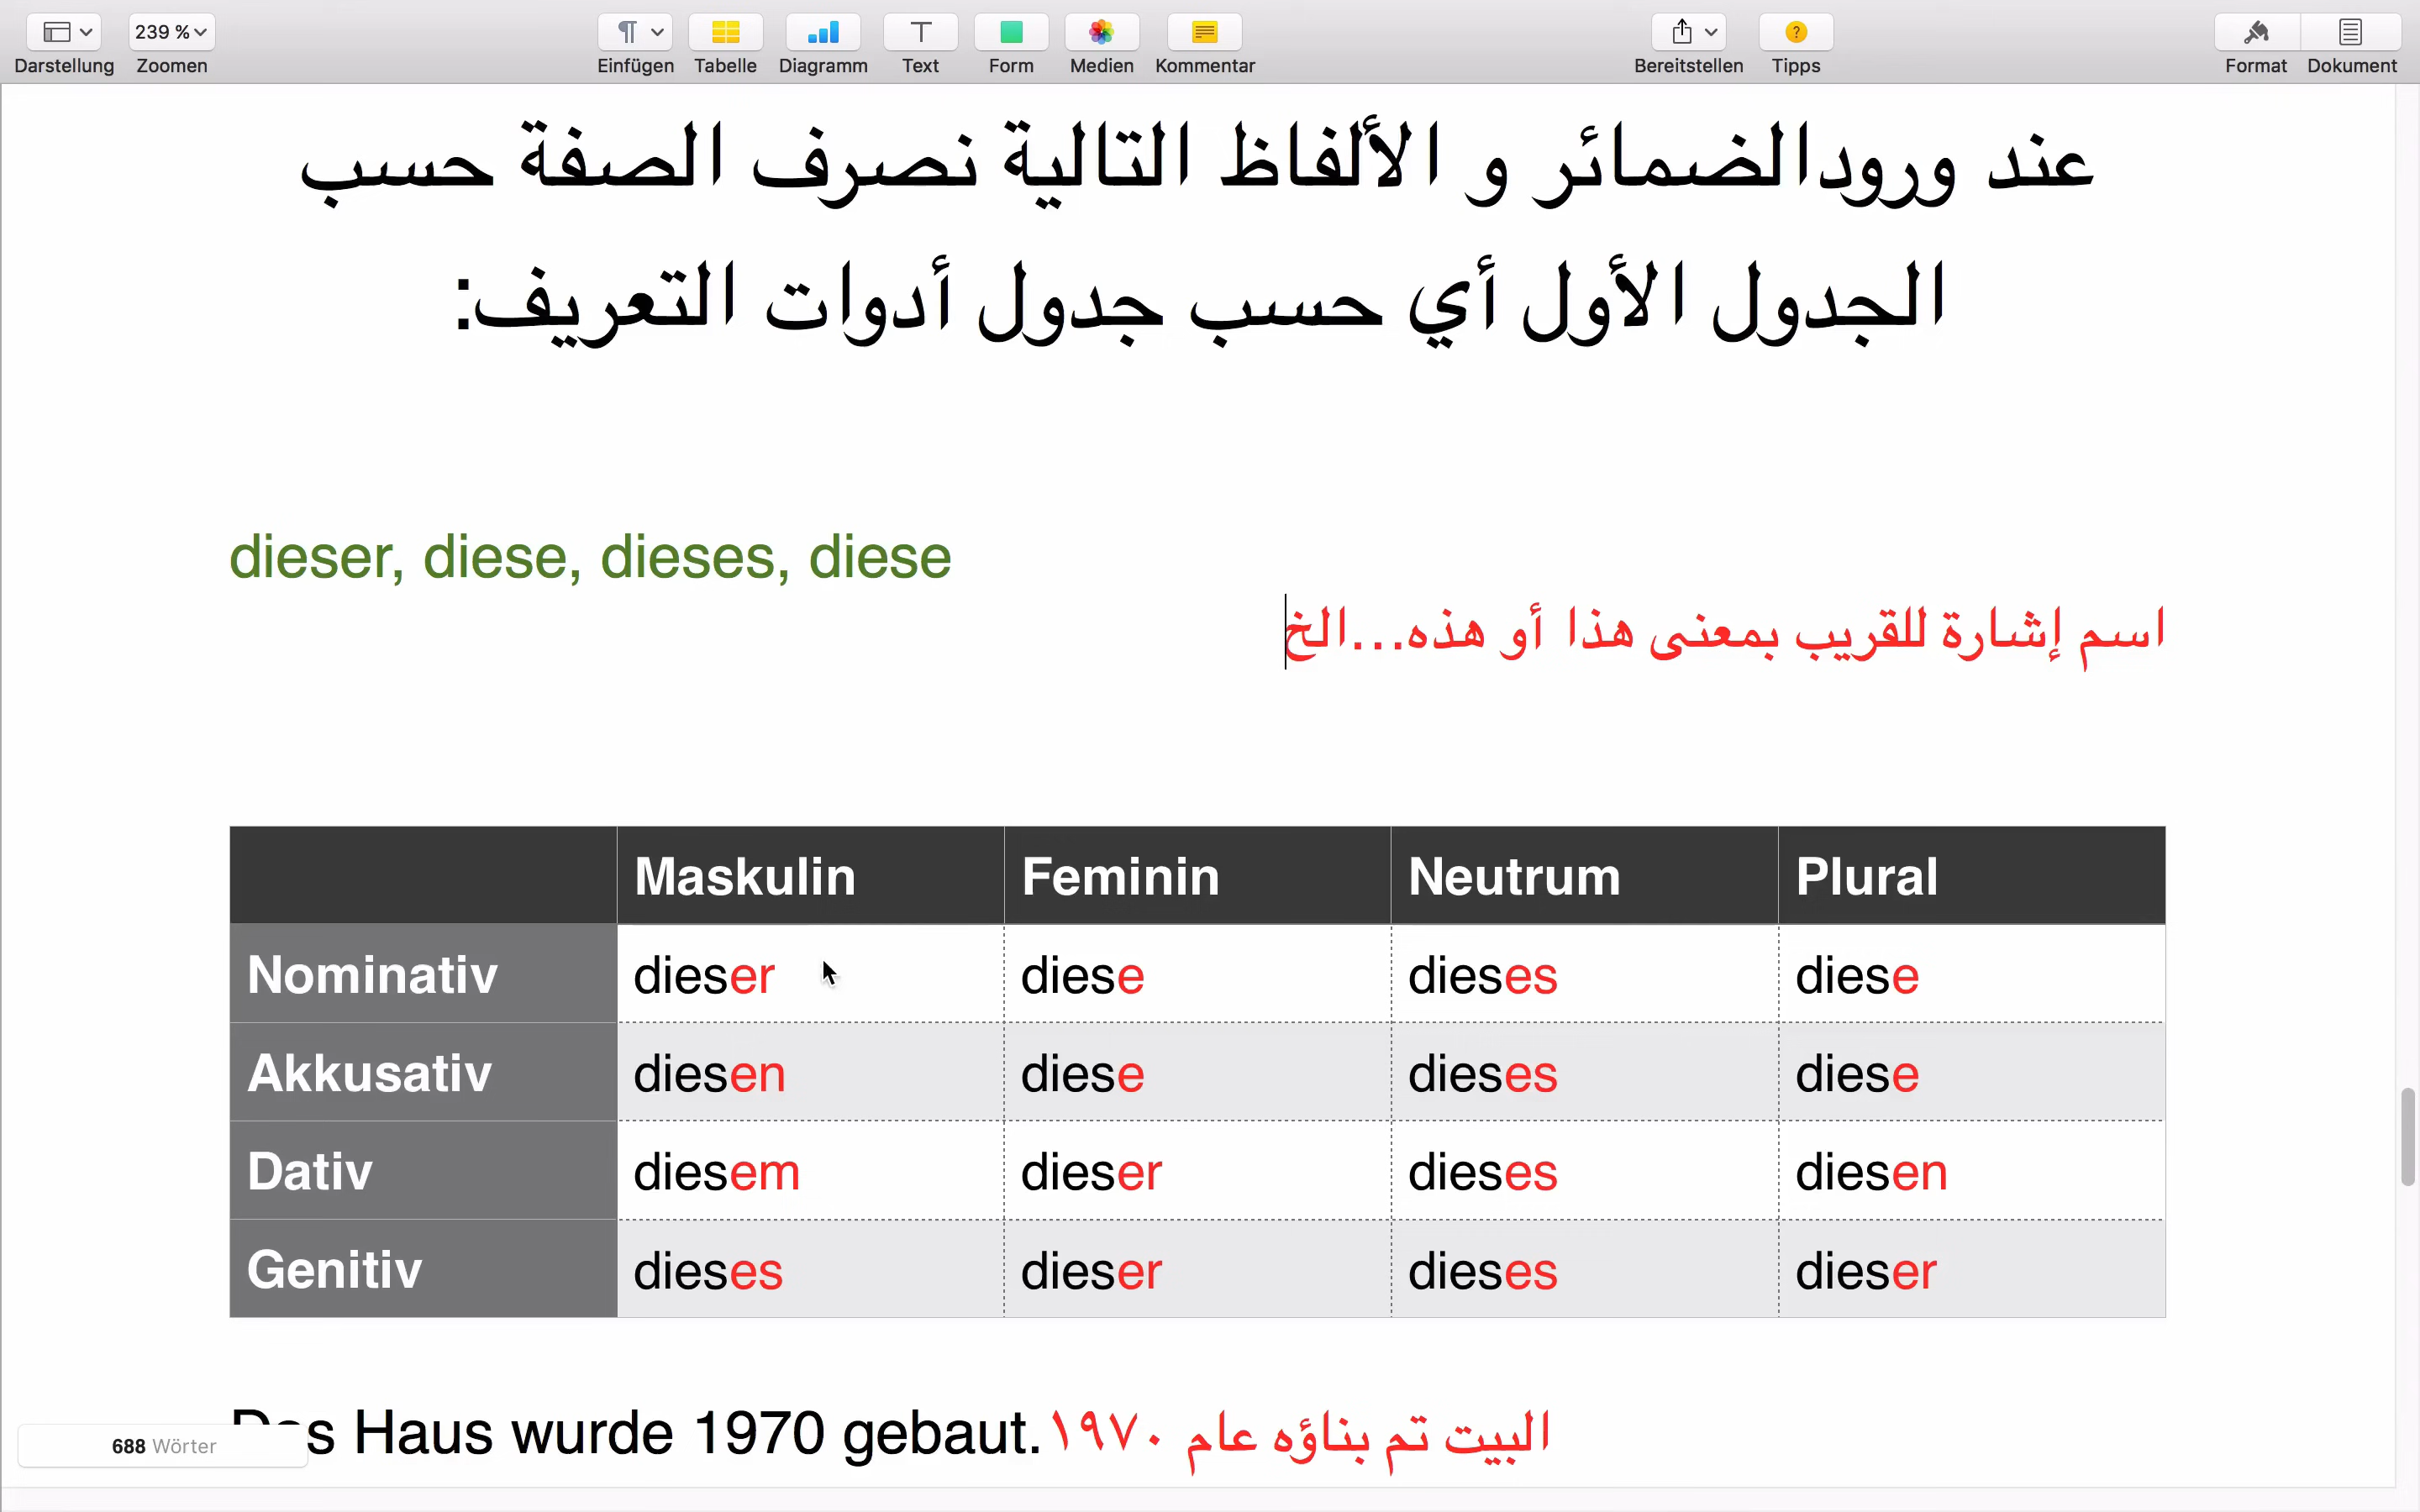 239 %
Darstellung Zoomen Einfügen Tabelle Diagramm Text Form Medien Kommentar Bereitstellen Tipps Format Dokument
عند ورودالضمائر و الألفاظ التالية نصرف الصفة حسب
الجدول الأول أي حسب جدول أدوات التعريف:
dieser, diese, dieses, diese
اسم إشارة للقريب بمعنى هذا أو هذه...الخ
Maskulin Feminin Neutrum Plural
Nominativ dieser diese dieses diese
Akkusativ diesen diese dieses diese
Dativ diesem dieser dieses diesen
Genitiv dieses dieser dieses dieser
Das Haus wurde 1970 gebaut. البيت تم بناؤه عام ١٩٧٠
688 Wörter